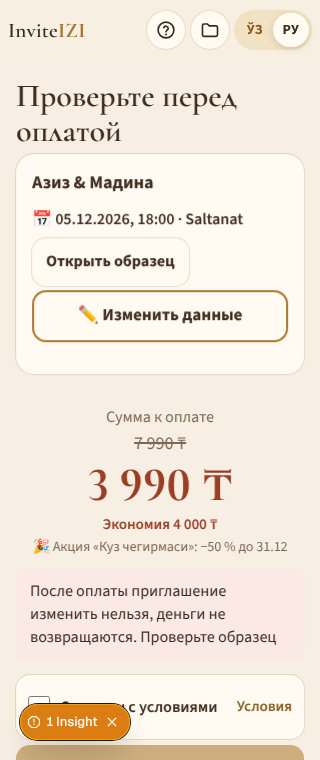 InviteIZI
ЎЗ РУ
Проверьте перед
оплатой
Азиз & Мадина
📅 05.12.2026, 18:00 · Saltanat
Открыть образец
✏️ Изменить данные
Сумма к оплате
7 990 ₸
3 990 ₸
Экономия 4 000 ₸
🎉 Акция «Куз чегирмаси»: −50 % до 31.12
После оплаты приглашение
изменить нельзя, деньги не
возвращаются. Проверьте образец
с условиями Условия
1 Insight